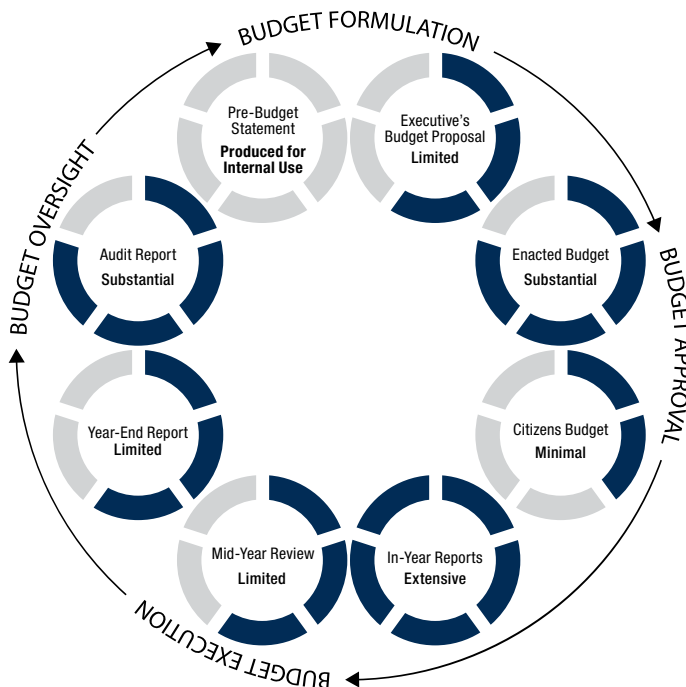 BUDGET FORMULATION
Pre-Budget
Statement
Produced for
Internal Use
Executive's
Budget Proposal
Limited
BUDGET APPROVAL
Enacted Budget
Substantial
Citizens Budget
Minimal
In-Year Reports
Extensive
BUDGET EXECUTION
Mid-Year Review
Limited
Year-End Report
Limited
BUDGET OVERSIGHT
Audit Report
Substantial